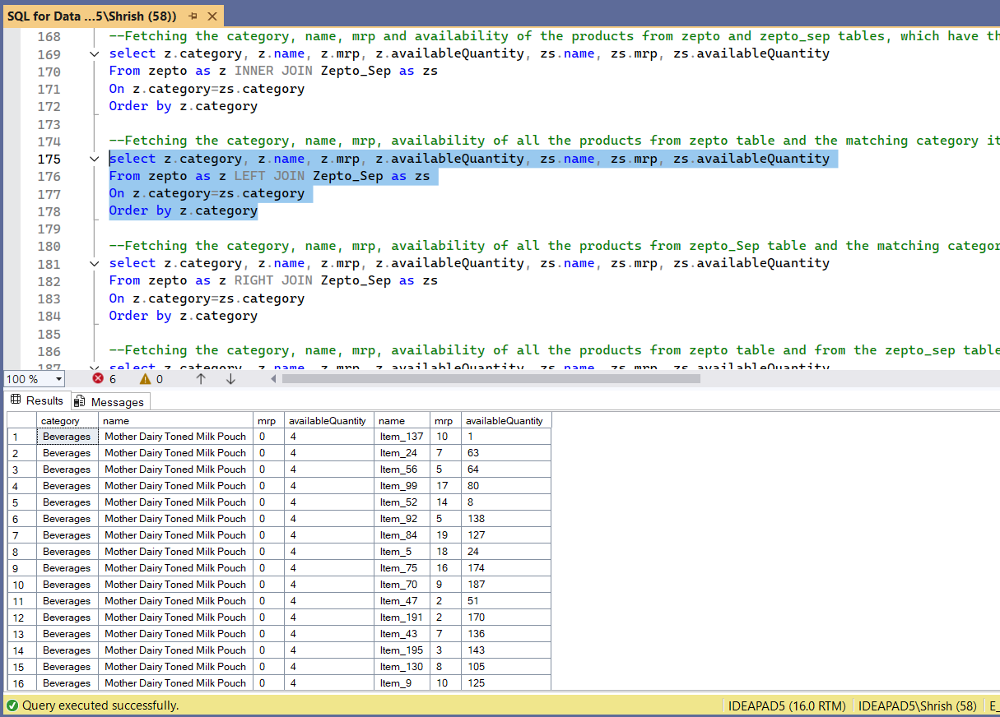 SQL for Data ...5\Shrish (58))
168 --Fetching the category, name, mrp and availability of the products from zepto and zepto_sep tables, which have th
169 select z.category, z.name, z.mrp, z.availableQuantity, zs.name, zs.mrp, zs.availableQuantity
170 From zepto as z INNER JOIN Zepto_Sep as zs
171 On z.category=zs.category
172 Order by z.category
173
174 --Fetching the category, name, mrp, availability of all the products from zepto table and the matching category it
175 select z.category, z.name, z.mrp, z.availableQuantity, zs.name, zs.mrp, zs.availableQuantity
176 From zepto as z LEFT JOIN Zepto_Sep as zs
177 On z.category=zs.category
178 Order by z.category
179
180 --Fetching the category, name, mrp, availability of all the products from zepto_Sep table and the matching categor
181 select z.category, z.name, z.mrp, z.availableQuantity, zs.name, zs.mrp, zs.availableQuantity
182 From zepto as z RIGHT JOIN Zepto_Sep as zs
183 On z.category=zs.category
184 Order by z.category
185
186 --Fetching the category, name, mrp, availability of all the products from zepto table and from the zepto_sep table
187 select z.category, z.name, z.mrp, z.availableQuantity, zs.name, zs.mrp, zs.availableQuantity
100 % 6 0
Results Messages
category name mrp availableQuantity name mrp availableQuantity
1 Beverages Mother Dairy Toned Milk Pouch 0 4 Item_137 10 1
2 Beverages Mother Dairy Toned Milk Pouch 0 4 Item_24 7 63
3 Beverages Mother Dairy Toned Milk Pouch 0 4 Item_56 5 64
4 Beverages Mother Dairy Toned Milk Pouch 0 4 Item_99 17 80
5 Beverages Mother Dairy Toned Milk Pouch 0 4 Item_52 14 8
6 Beverages Mother Dairy Toned Milk Pouch 0 4 Item_92 5 138
7 Beverages Mother Dairy Toned Milk Pouch 0 4 Item_84 19 127
8 Beverages Mother Dairy Toned Milk Pouch 0 4 Item_5 18 24
9 Beverages Mother Dairy Toned Milk Pouch 0 4 Item_75 16 174
10 Beverages Mother Dairy Toned Milk Pouch 0 4 Item_70 9 187
11 Beverages Mother Dairy Toned Milk Pouch 0 4 Item_47 2 51
12 Beverages Mother Dairy Toned Milk Pouch 0 4 Item_191 2 170
13 Beverages Mother Dairy Toned Milk Pouch 0 4 Item_43 7 136
14 Beverages Mother Dairy Toned Milk Pouch 0 4 Item_195 3 143
15 Beverages Mother Dairy Toned Milk Pouch 0 4 Item_130 8 105
16 Beverages Mother Dairy Toned Milk Pouch 0 4 Item_9 10 125
Query executed successfully. IDEAPAD5 (16.0 RTM) IDEAPAD5\Shrish (58) E_